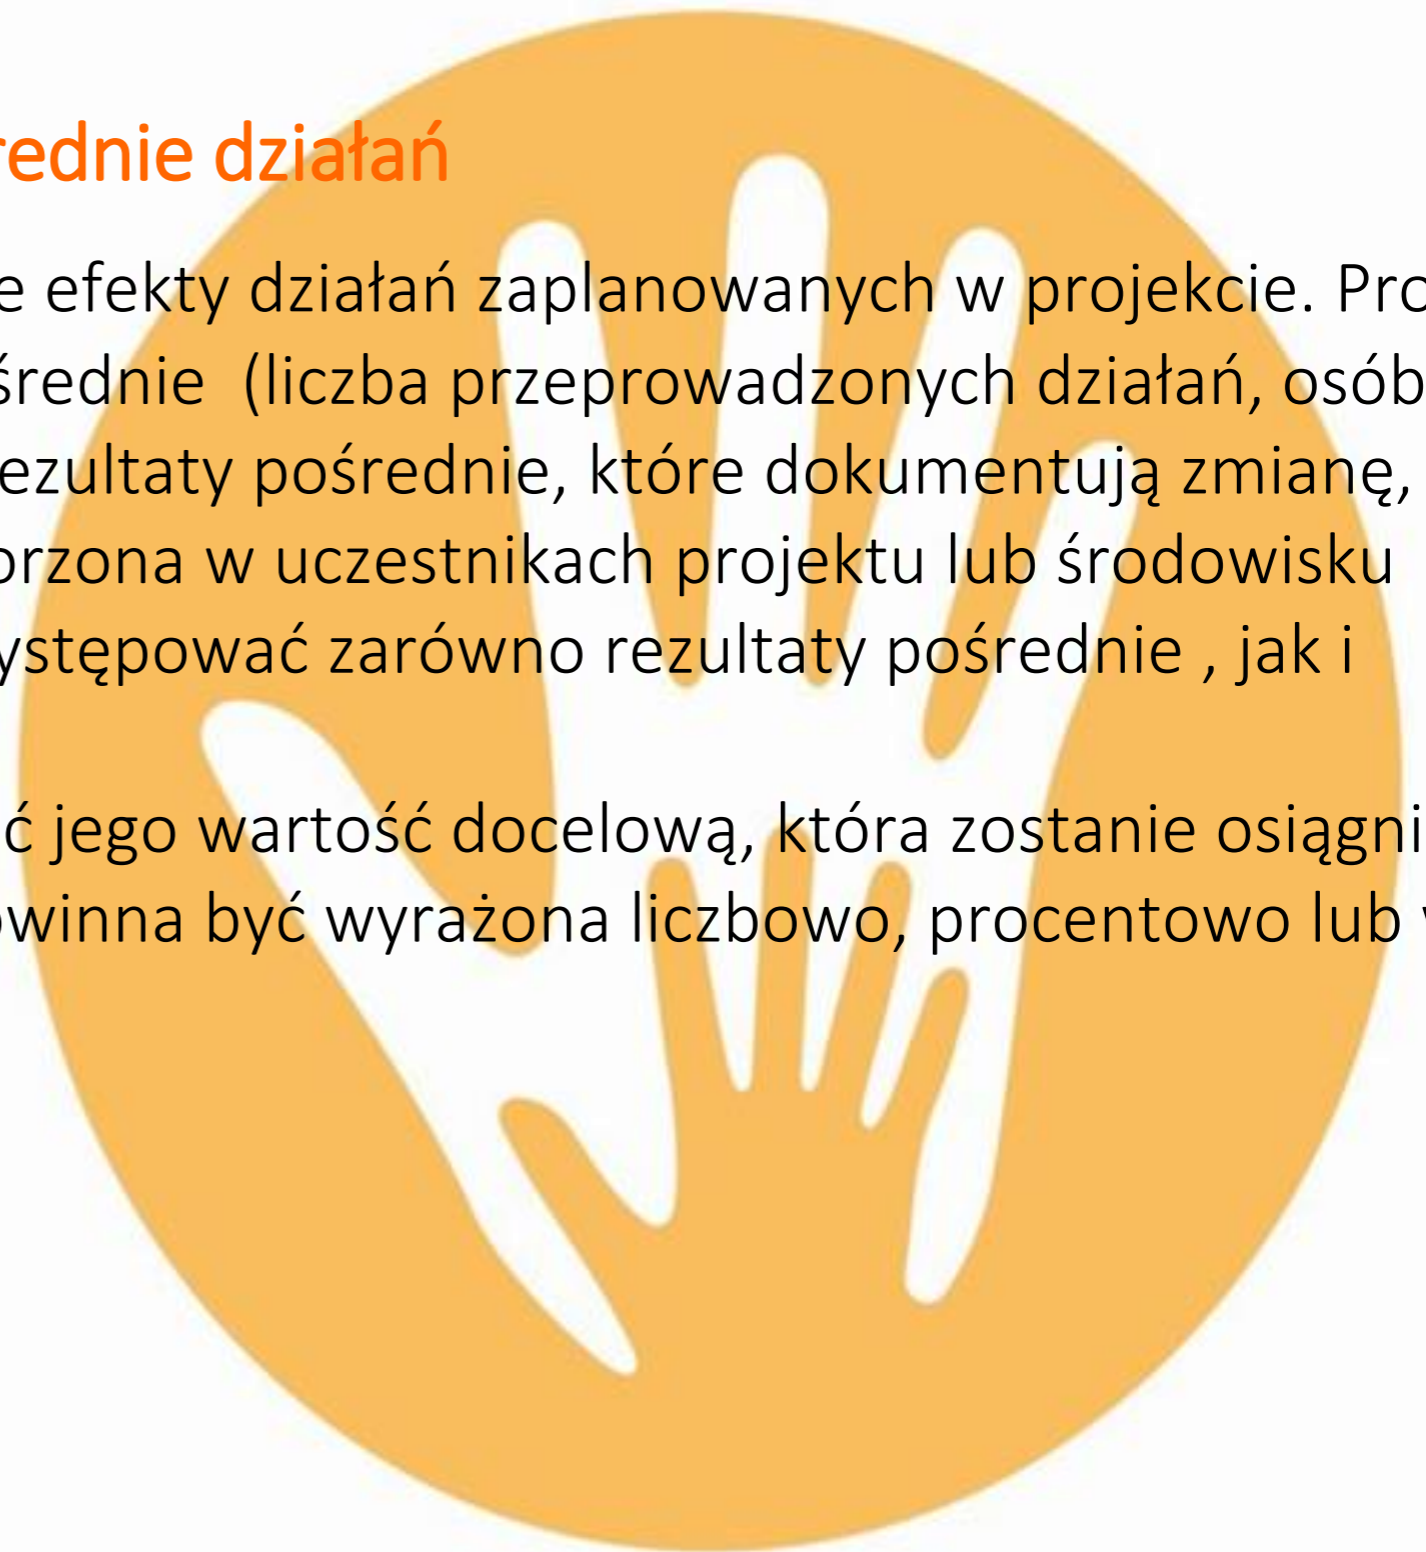 rednie działań
e efekty działań zaplanowanych w projekcie. Pro
średnie (liczba przeprowadzonych działań, osób
ezultaty pośrednie, które dokumentują zmianę,
orzona w uczestnikach projektu lub środowisku
ystępować zarówno rezultaty pośrednie , jak i
ć jego wartość docelową, która zostanie osiągni
owinna być wyrażona liczbowo, procentowo lub w